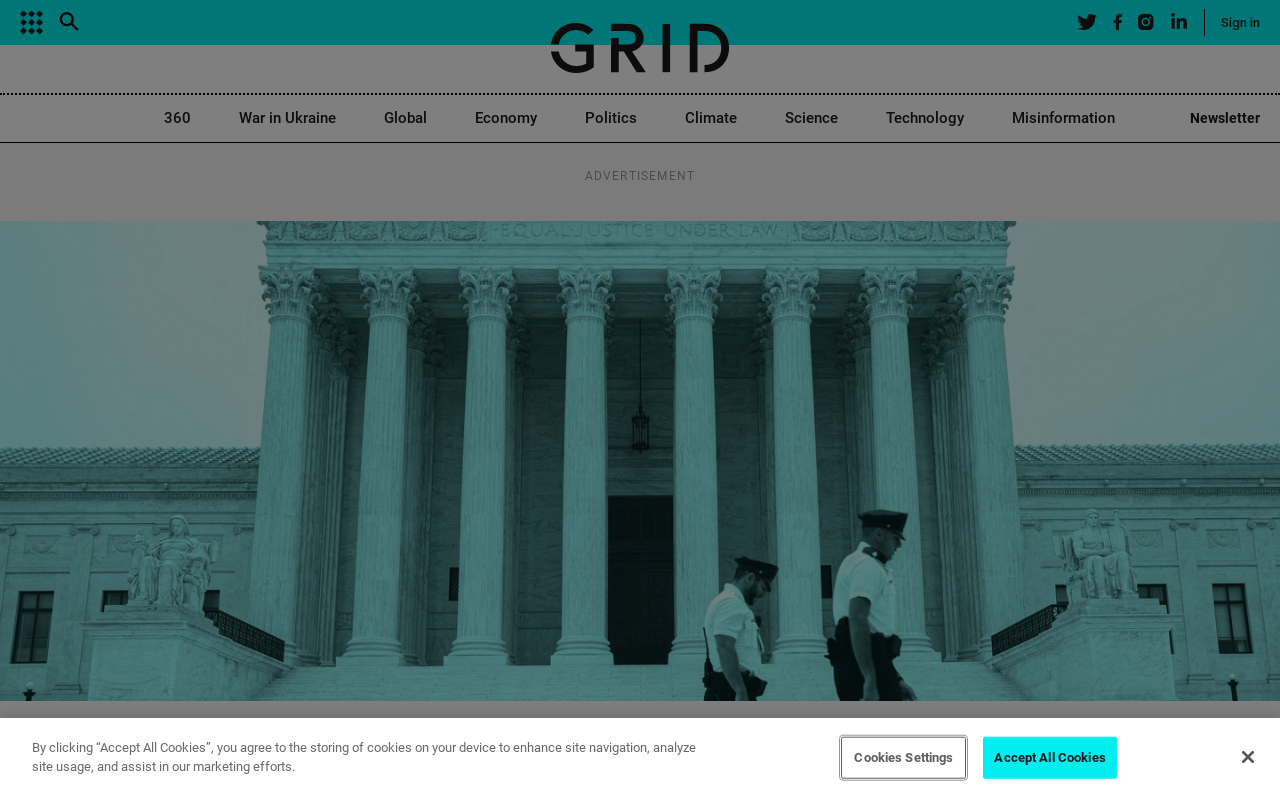 GRID
Sign in
360
War in Ukraine
Global
Economy
Politics
Climate
Science
Technology
Misinformation
Newsletter
ADVERTISEMENT
EQUAL JUSTICE UNDER LAW
By clicking “Accept All Cookies”, you agree to the storing of cookies on your device to enhance site navigation, analyze
site usage, and assist in our marketing efforts.
Cookies Settings
Accept All Cookies